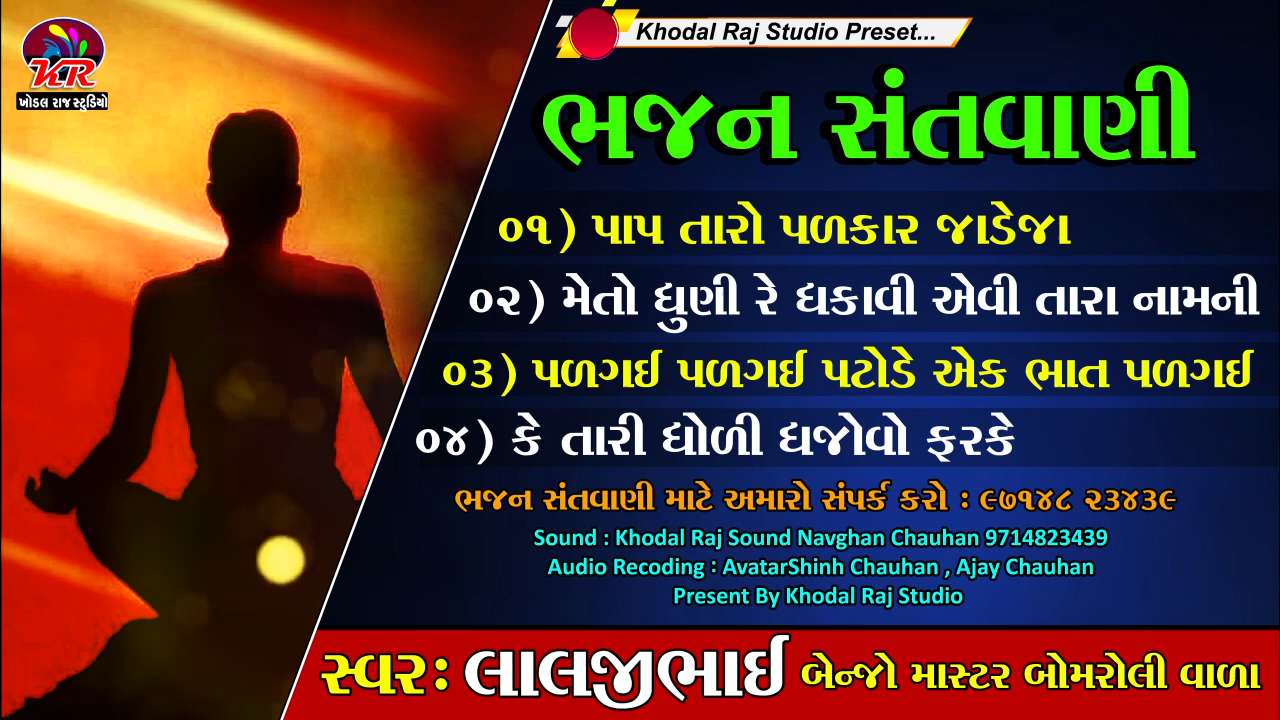 KR
ખોડલ રાજ સ્ટુડિયો
Khodal Raj Studio Preset...
ભજન સંતવાણી
૦૧) પાપ તારો પળકાર જાડેજા
૦૨) મેતો ધુણી રે ધકાવી એવી તારા નામની
૦૩) પળગઈ પળગઈ પટોડે એક ભાત પળગઈ
૦૪) કે તારી ધોળી ધજોવો ફરકે
ભજન સંતવાણી માટે અમારો સંપર્ક કરો : ૯૭૧૪૮ ૨૩૪૩૯
Sound : Khodal Raj Sound Navghan Chauhan 9714823439
Audio Recoding : AvatarShinh Chauhan , Ajay Chauhan
Present By Khodal Raj Studio
સ્વરઃ લાલજીભાઈ બેન્જો માસ્ટર બોમરોલી વાળા